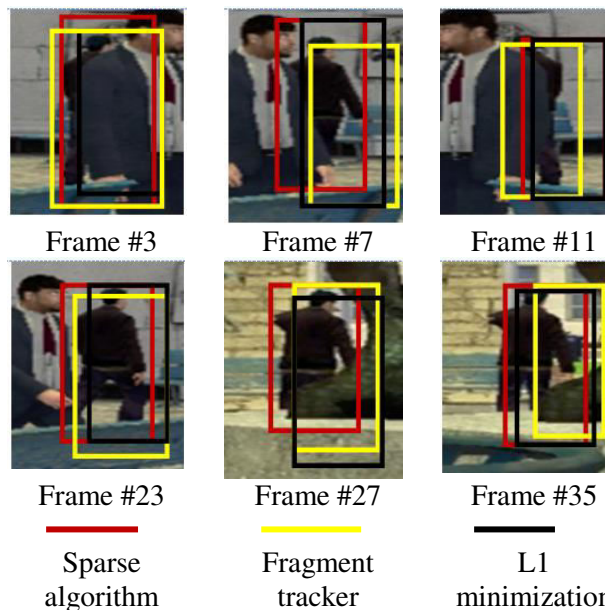 Frame #3 Frame #7 Frame #11
Frame #23 Frame #27 Frame #35
Sparse Fragment L1
algorithm tracker minimization